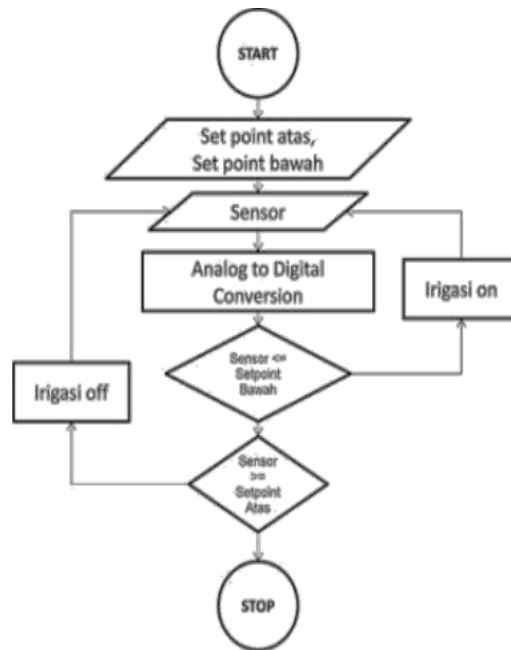 START
Set point atas,
Set point bawah
Sensor
Analog to Digital
Conversion
Irigasi on
Sensor <=
Setpoint
Bawah
Irigasi off
Sensor
>=
Setpoint
Atas
STOP